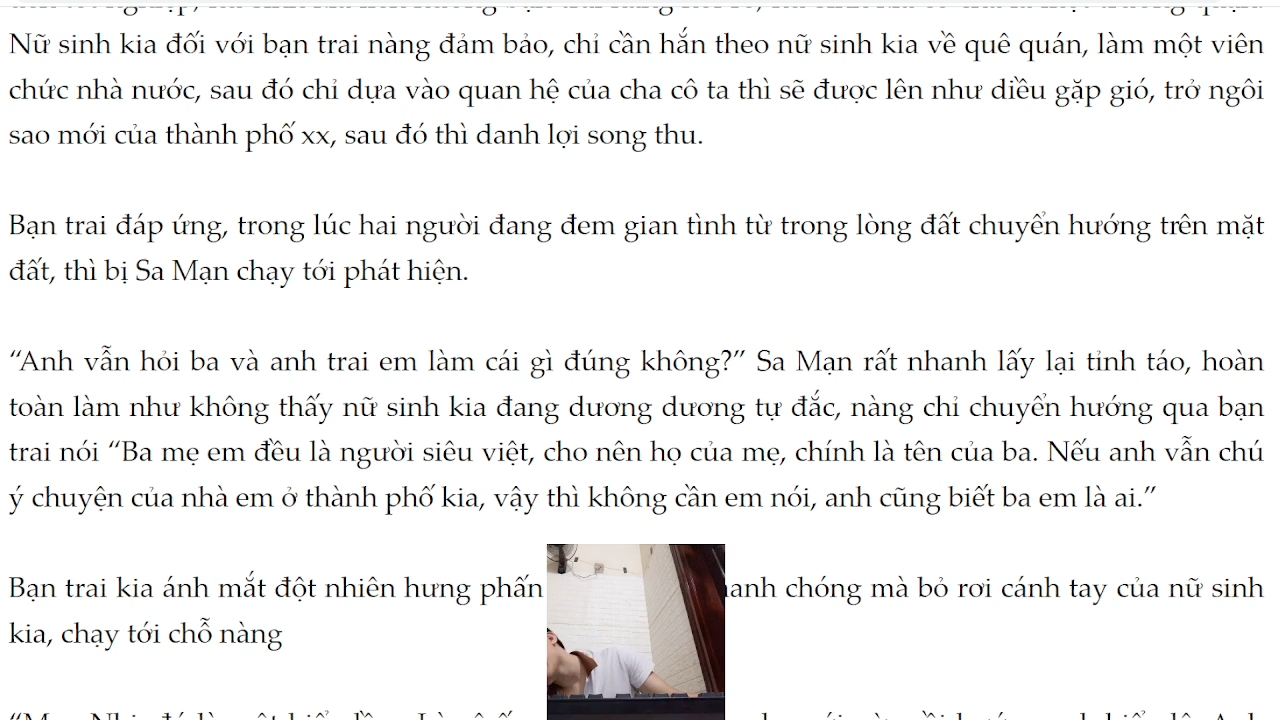 Nữ sinh kia đối với bạn trai nàng đảm bảo, chỉ cần hắn theo nữ sinh kia về quê quán, làm một viên
chức nhà nước, sau đó chỉ dựa vào quan hệ của cha cô ta thì sẽ được lên như diều gặp gió, trở ngôi
sao mới của thành phố xx, sau đó thì danh lợi song thu.
Bạn trai đáp ứng, trong lúc hai người đang đem gian tình từ trong lòng đất chuyển hướng trên mặt
đất, thì bị Sa Mạn chạy tới phát hiện.
“Anh vẫn hỏi ba và anh trai em làm cái gì đúng không?” Sa Mạn rất nhanh lấy lại tỉnh táo, hoàn
toàn làm như không thấy nữ sinh kia đang dương dương tự đắc, nàng chỉ chuyển hướng qua bạn
trai nói “Ba mẹ em đều là người siêu việt, cho nên họ của mẹ, chính là tên của ba. Nếu anh vẫn chú
ý chuyện của nhà em ở thành phố kia, vậy thì không cần em nói, anh cũng biết ba em là ai.”
Bạn trai kia ánh mắt đột nhiên hưng phấn chóng mà bỏ rơi cánh tay của nữ sinh
kia, chạy tới chỗ nàng